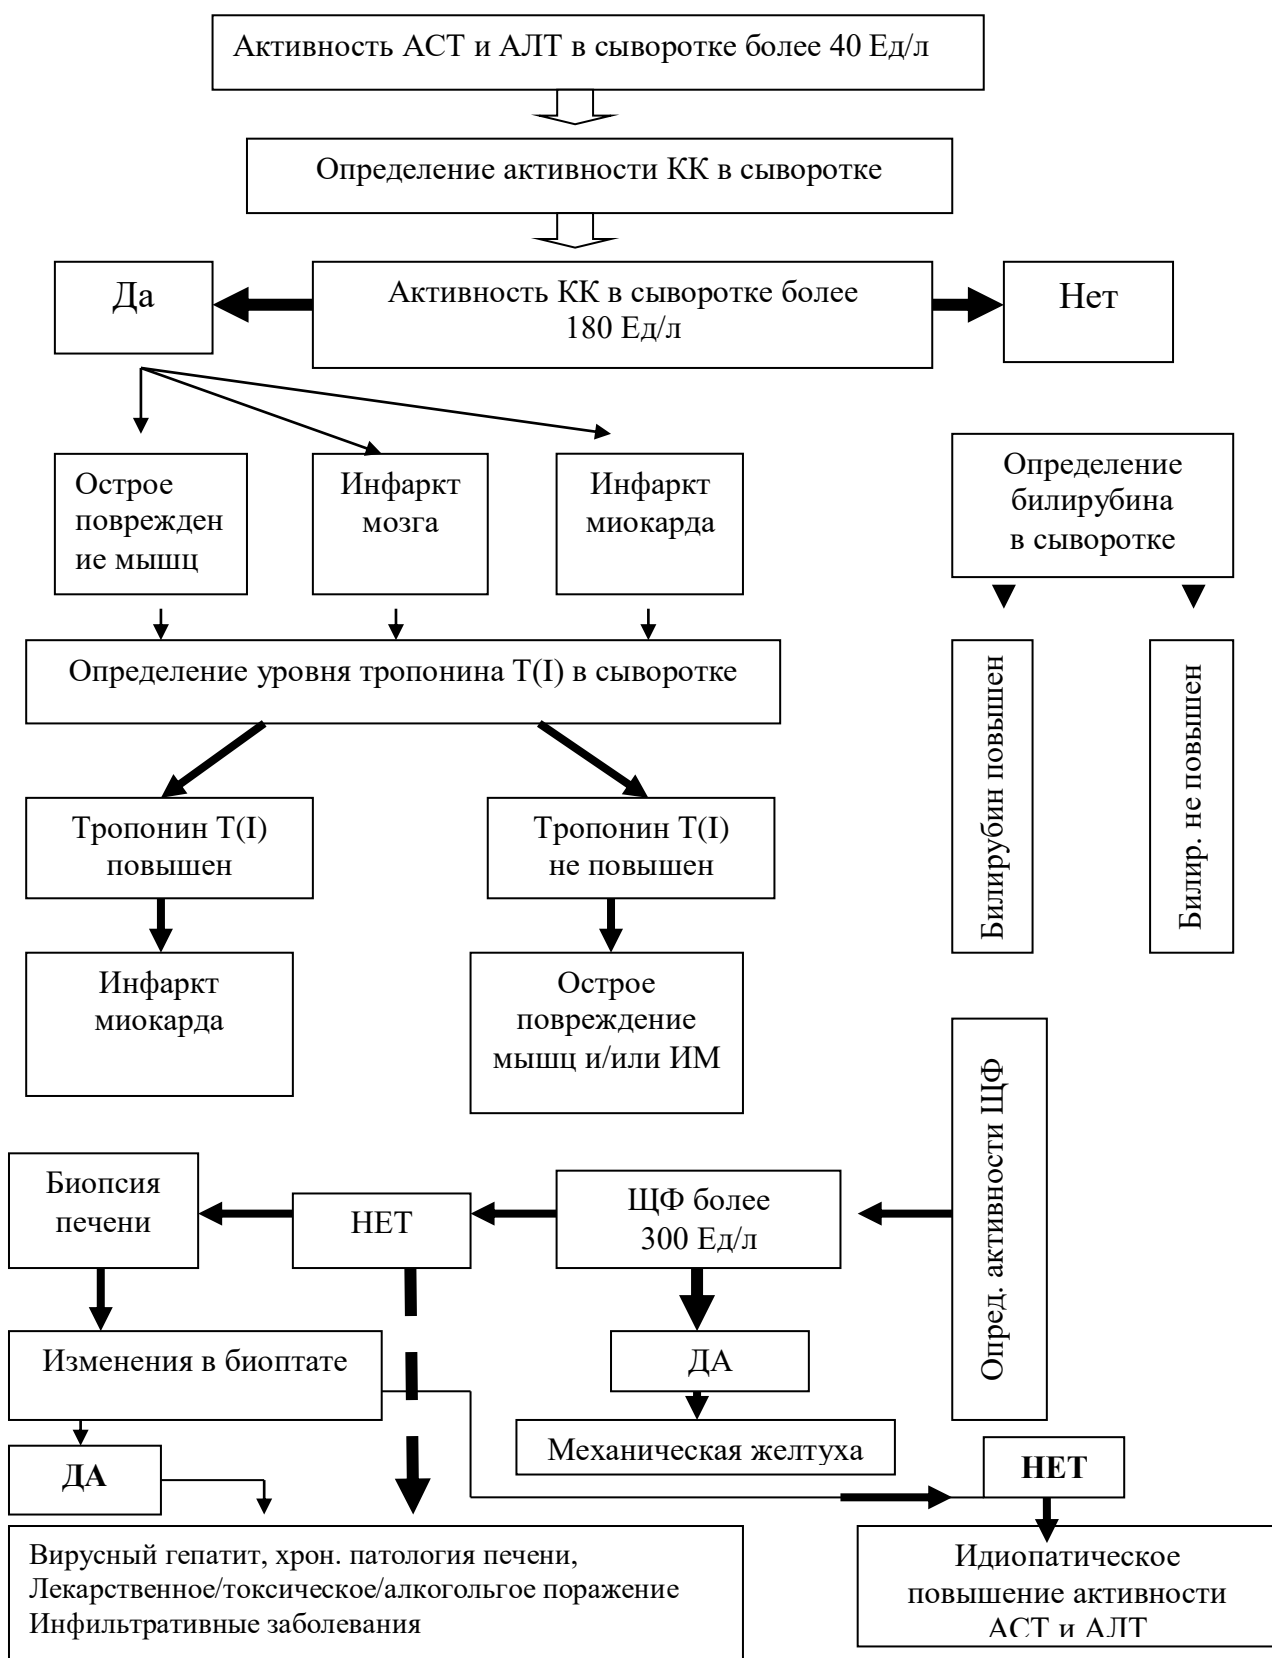 Активность АСТ и АЛТ в сыворотке более 40 Ед/л
Определение активности КК в сыворотке
Да
Активность КК в сыворотке более
180 Ед/л
Нет
Острое
поврежден
ие мышц
Инфаркт
мозга
Инфаркт
миокарда
Определение
билирубина
в сыворотке
Определение уровня тропонина Т(I) в сыворотке
Билирубин повышен
Билир. не повышен
Тропонин Т(I)
повышен
Тропонин Т(I)
не повышен
Инфаркт
миокарда
Острое
повреждение
мышц и/или ИМ
Опред. активности ЩФ
Биопсия
печени
НЕТ
ЩФ более
300 Ед/л
Изменения в биоптате
ДА
Механическая желтуха
ДА
НЕТ
Вирусный гепатит, хрон. патология печени,
Лекарственное/токсическое/алкогольгое поражение
Инфильтративные заболевания
Идиопатическое
повышение активности
АСТ и АЛТ